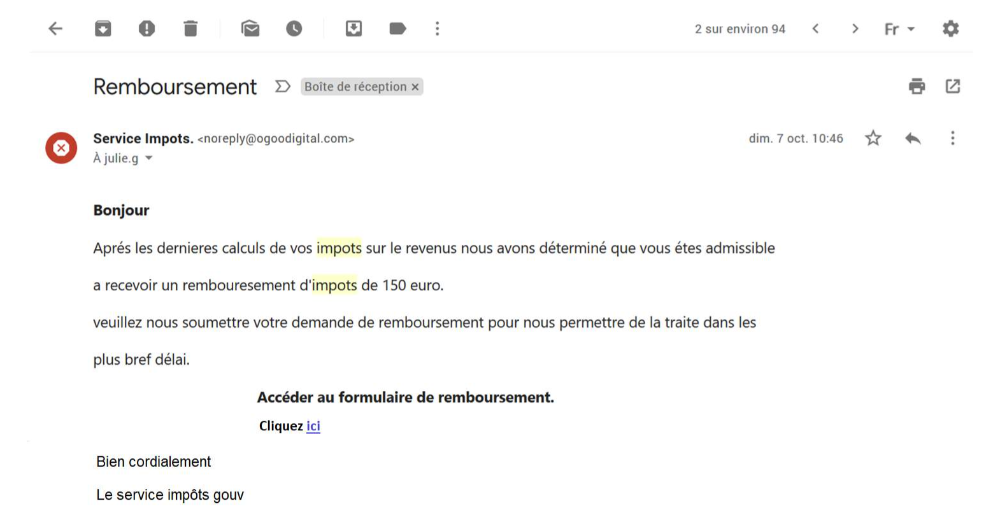 2 sur environ 94
Fr
Remboursement
Boîte de réception ×
Service Impots. <noreply@ogoodigital.com>
dim. 7 oct. 10:46
À julie.g
Bonjour
Aprés les dernieres calculs de vos impots sur le revenus nous avons déterminé que vous étes admissible
a recevoir un rembouresement d'impots de 150 euro.
veuillez nous soumettre votre demande de remboursement pour nous permettre de la traite dans les
plus bref délai.
Accéder au formulaire de remboursement.
Cliquez ici
Bien cordialement
Le service impôts gouv